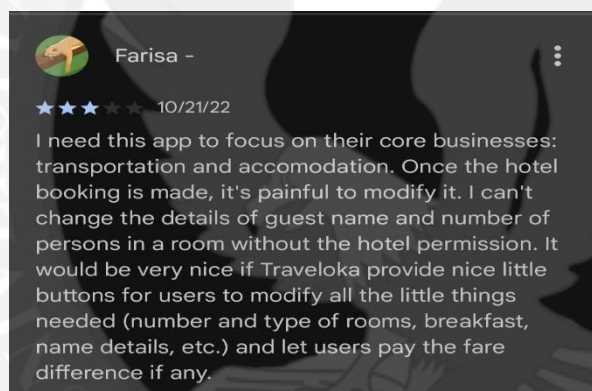 Farisa -
10/21/22
I need this app to focus on their core businesses:
transportation and accomodation. Once the hotel
booking is made, it's painful to modify it. I can't
change the details of guest name and number of
persons in a room without the hotel permission. It
would be very nice if Traveloka provide nice little
buttons for users to modify all the little things
needed (number and type of rooms, breakfast,
name details, etc.) and let users pay the fare
difference if any.